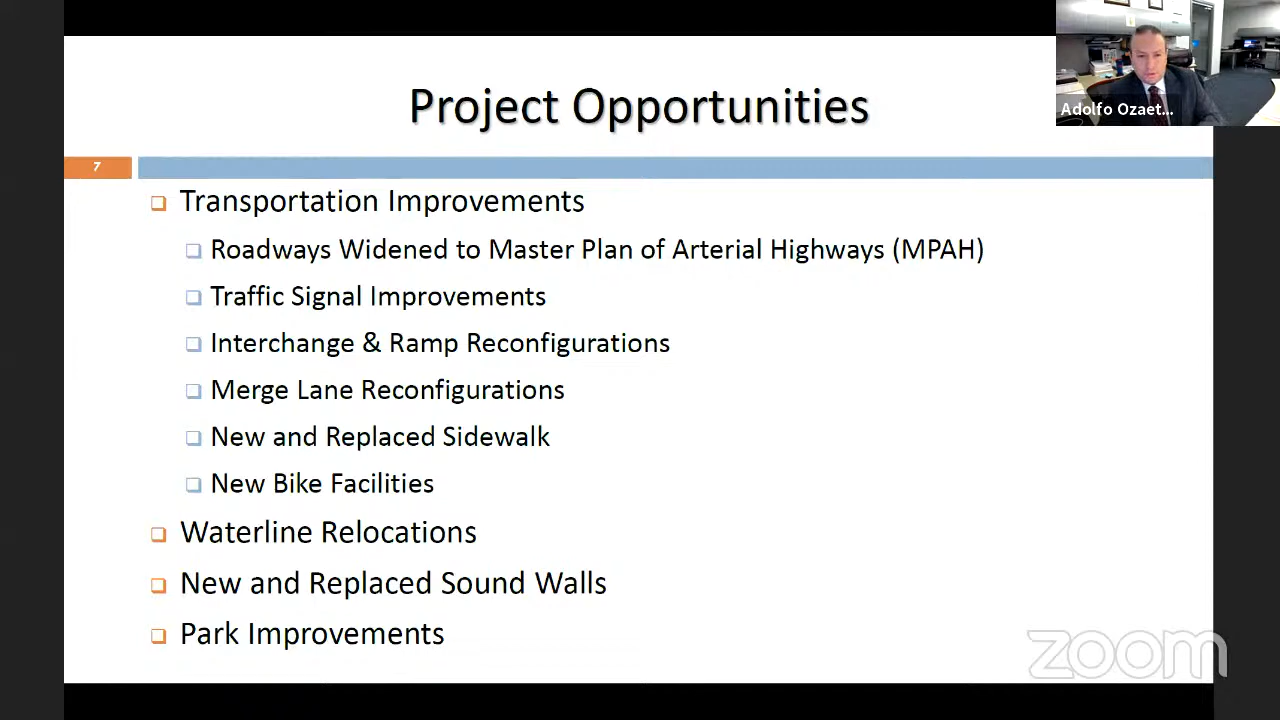 Project Opportunities
Adolfo Ozaet...
7
Transportation Improvements
Roadways Widened to Master Plan of Arterial Highways (MPAH)
Traffic Signal Improvements
Interchange & Ramp Reconfigurations
Merge Lane Reconfigurations
New and Replaced Sidewalk
New Bike Facilities
Waterline Relocations
New and Replaced Sound Walls
Park Improvements
zoom